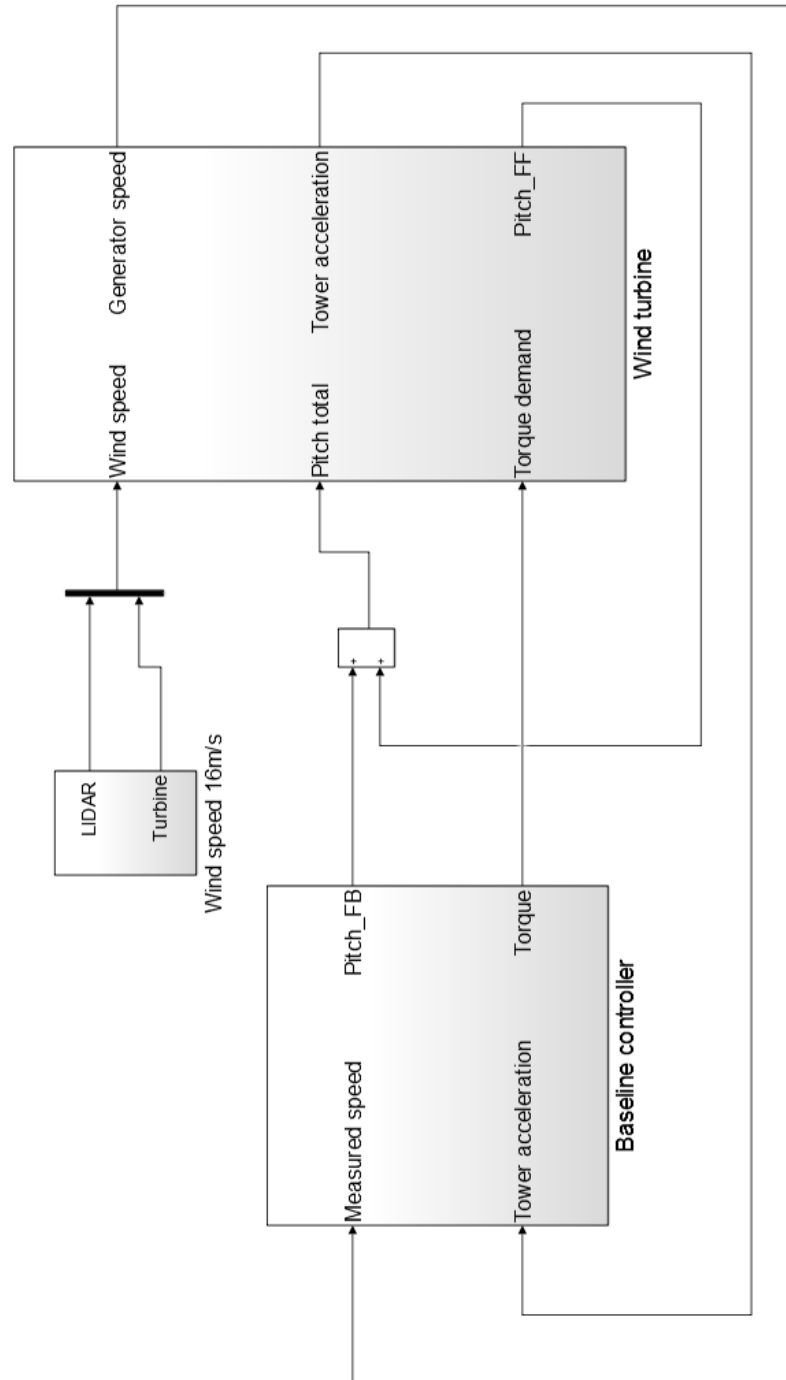 LIDAR
Turbine
Wind speed 16m/s
Measured speed
Pitch_FB
Tower acceleration
Torque
Baseline controller
+
+
Wind speed
Generator speed
Pitch total
Tower acceleration
Torque demand
Pitch_FF
Wind turbine